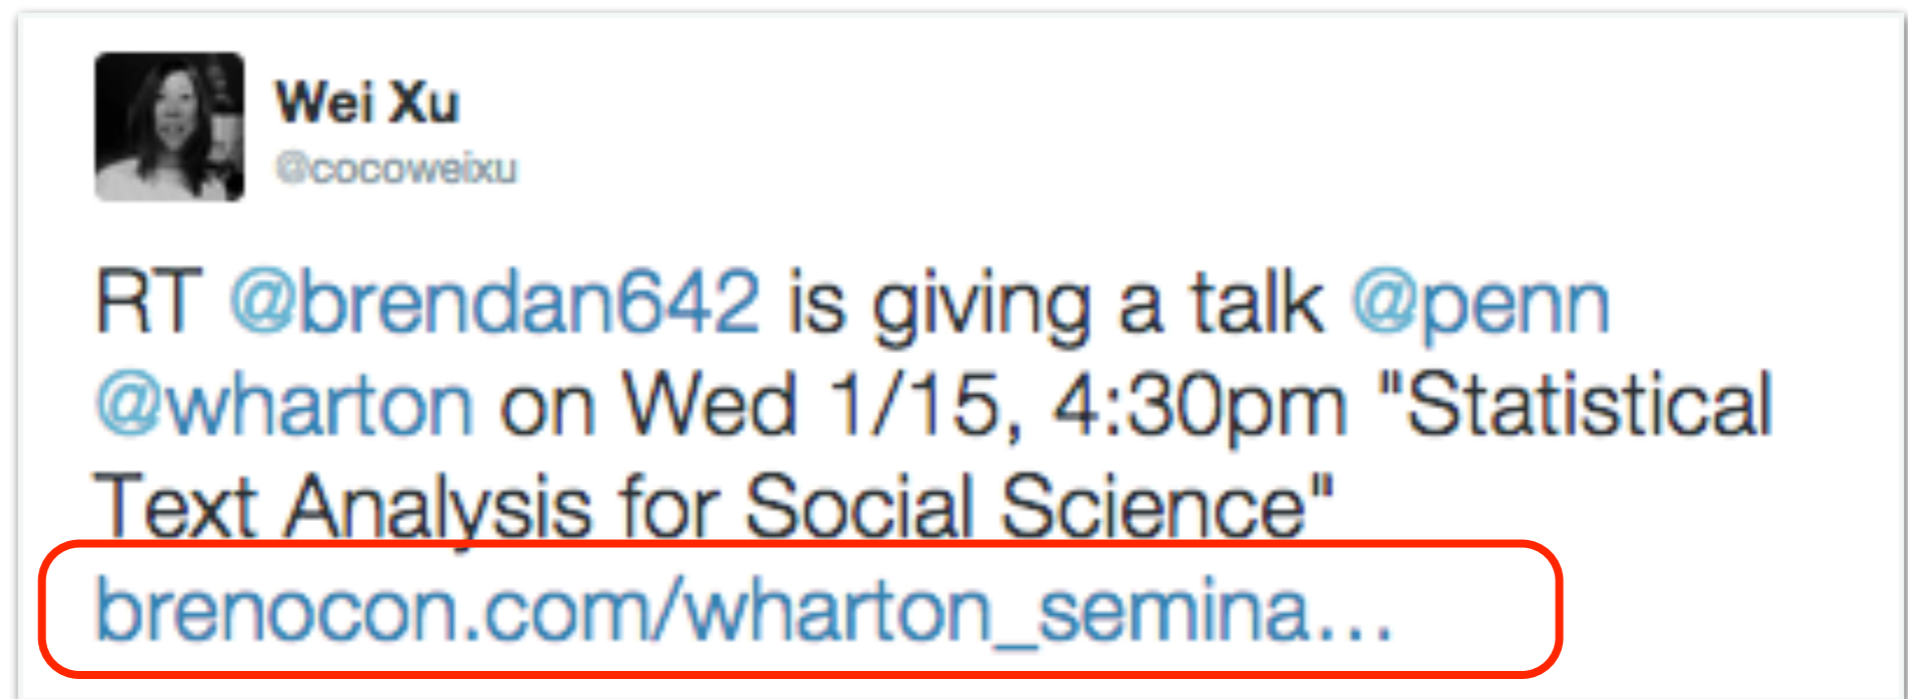 Wei Xu
@cocoweixu
RT @brendan642 is giving a talk @penn
@wharton on Wed 1/15, 4:30pm "Statistical
Text Analysis for Social Science"
brenocon.com/wharton_semina...